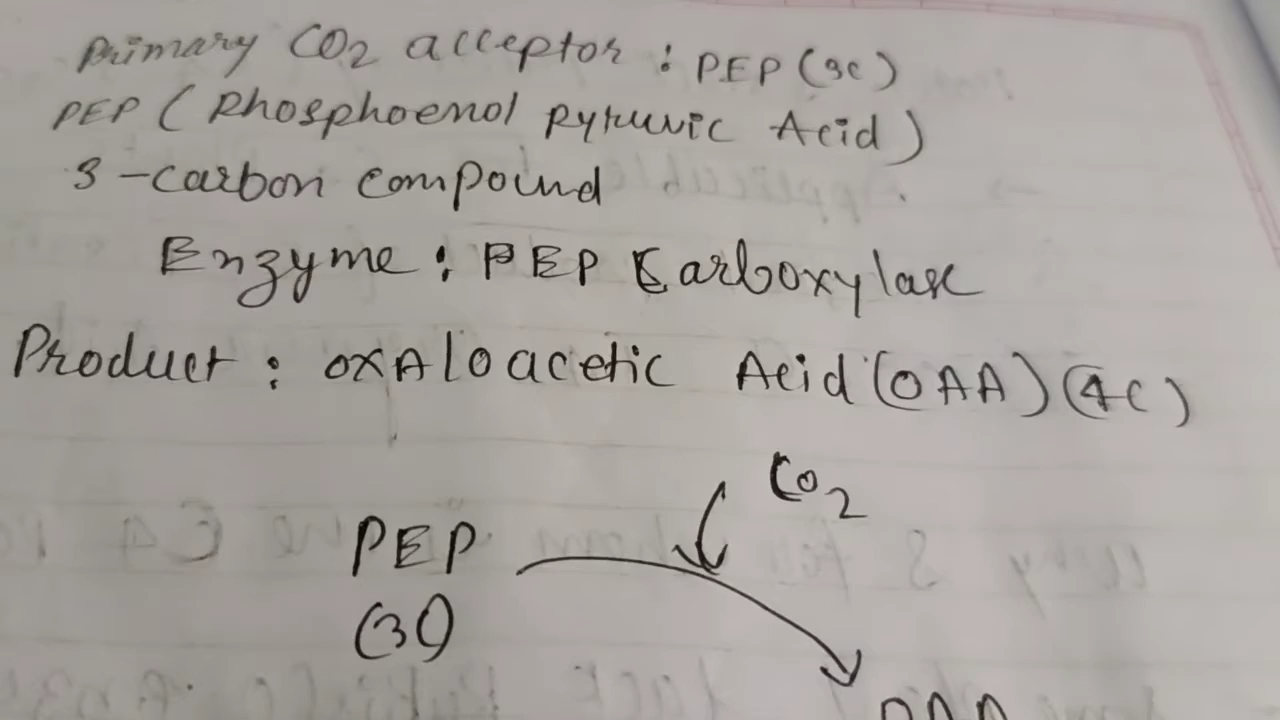 Primary CO2 acceptor : PEP (3C)
PEP ( Phosphoenol Pyruvic Acid )
3-carbon compound
Enzyme : PEP Carboxylase
Product : OXAloacetic Acid (OAA) (4C)
CO2
PEP
(3C)
OAA